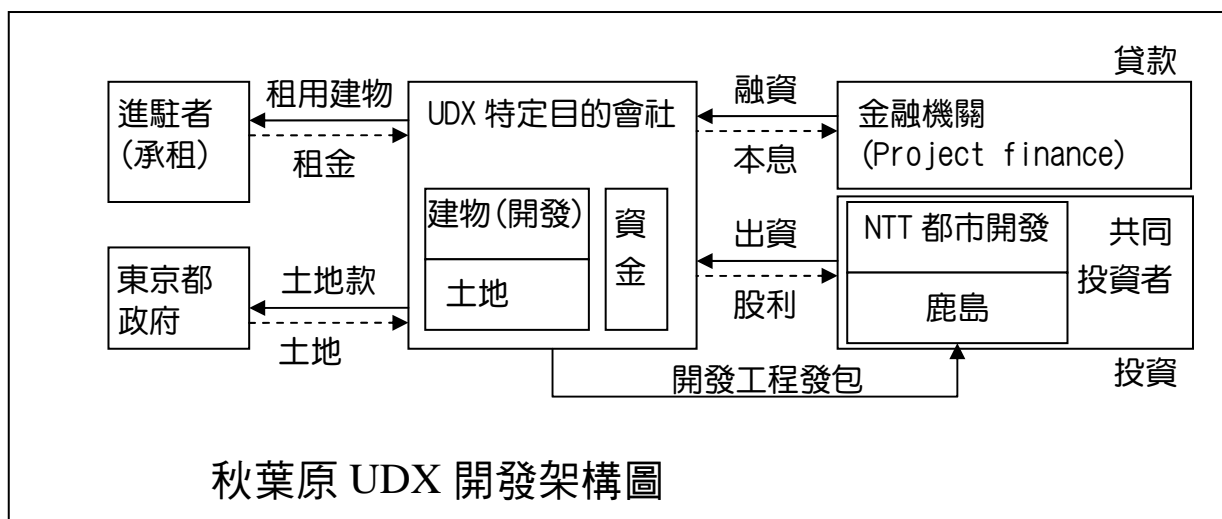 貸款
進駐者
(承租)
租用建物
租金
UDX 特定目的會社
融資
本息
金融機關
(Project finance)
建物(開發)
土地
資
金
出資
股利
NTT 都市開發
鹿島
共同
投資者
東京都
政府
土地款
土地
開發工程發包
投資
秋葉原 UDX 開發架構圖